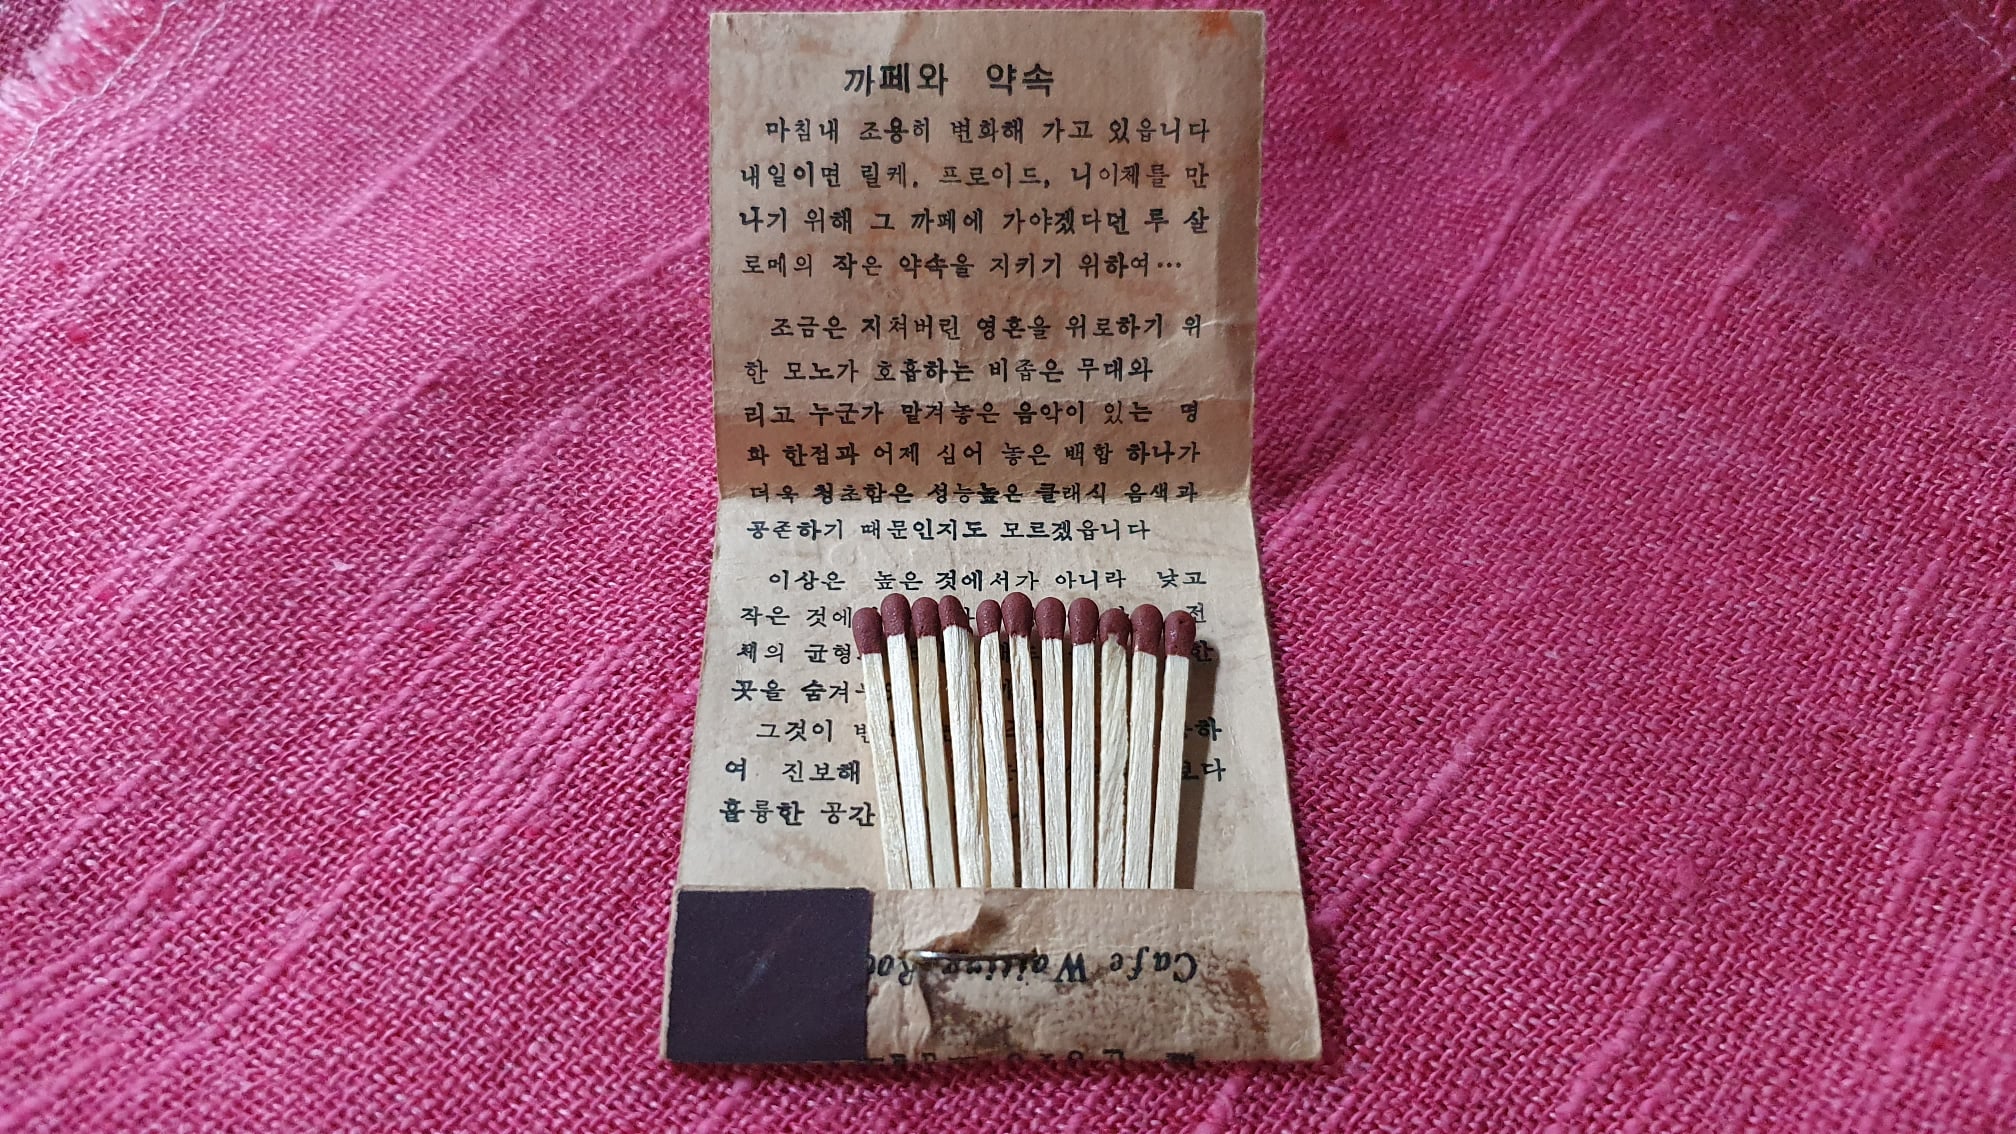 까페와 약속
마침내 조용히 변화해 가고 있읍니다
내일이면 릴케, 프로이드, 니이체를 만
나기 위해 그 까페에 가야겠다던 루 살
로메의 작은 약속을 지키기 위하여…
조금은 지쳐버린 영혼을 위로하기 위
한 모노가 호흡하는 비좁은 무대와
리고 누군가 맡겨놓은 음악이 있는 명
화 한점과 어제 심어 놓은 백합 하나가
더욱 청초함은 성능높은 클래식 음색과
공존하기 때문인지도 모르겠읍니다
이상은 높은 것에서가 아니라 낮고
작은 것에 전
체의 균형 한
꽃을 숨겨
그것이 하
여 진보해 보다
훌륭한 공간
Cafe Waiting